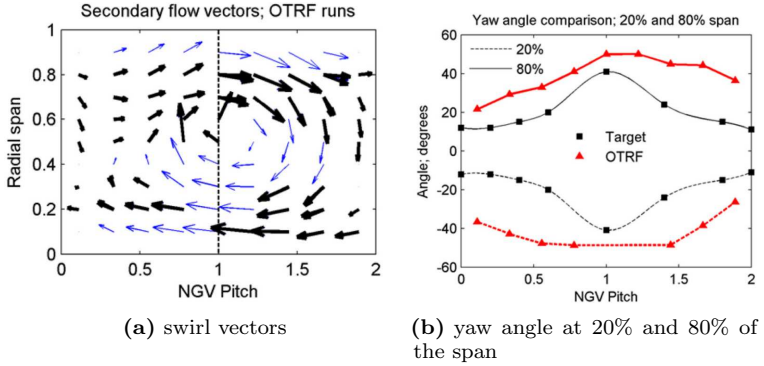 Secondary flow vectors; OTRF runs
Radial span
1
0.8
0.6
0.4
0.2
0
0
0.5
1
1.5
2
NGV Pitch
(a) swirl vectors
Yaw angle comparison; 20% and 80% span
Angle; degrees
60
40
20
0
-20
-40
-60
20%
80%
Target
OTRF
0
0.5
1
1.5
2
NGV Pitch
(b) yaw angle at 20% and 80% of
the span